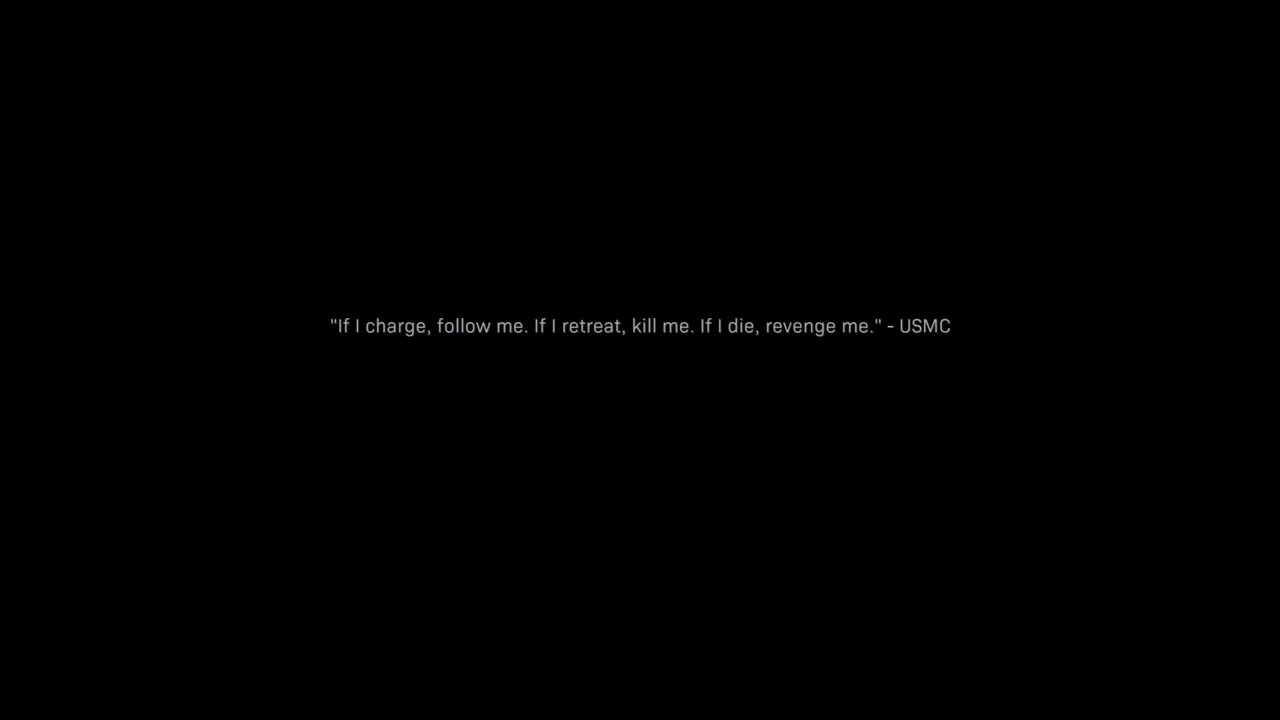 "If I charge, follow me. If I retreat, kill me. If I die, revenge me." - USMC